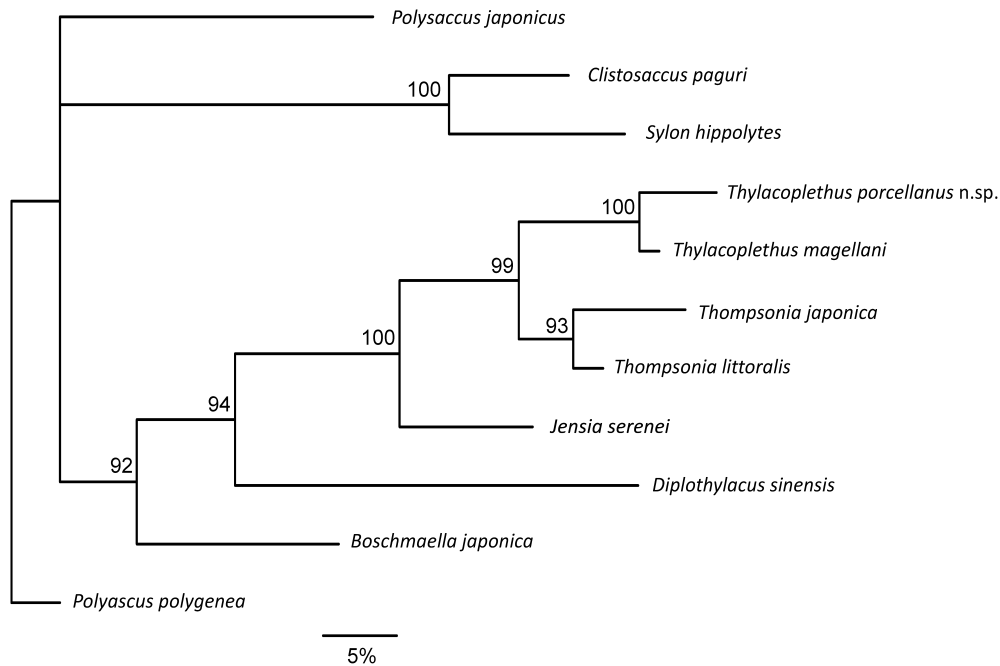 Polysaccus japonicus
Clistosaccus paguri
100
Sylon hippolytes
Thylacoplethus porcellanus n.sp.
100
Thylacoplethus magellani
99
Thompsonia japonica
93
100
Thompsonia littoralis
94
Jensia serenei
92
Diplothylacus sinensis
Boschmaella japonica
Polyascus polygenea
5%